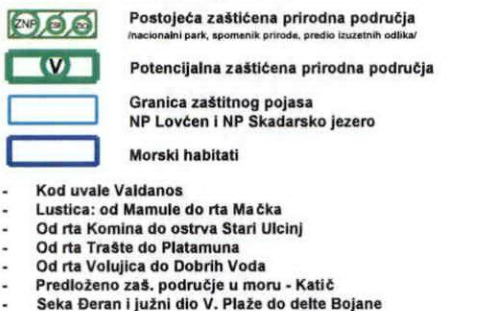 ZNP
Postojeća zaštićena prirodna područja
/nacionalni park, spomenik prirode, predio izuzetnih odlika/
V
Potencijalna zaštićena prirodna područja
Granica zaštitnog pojasa
NP Lovćen i NP Skadarsko jezero
Morski habitati
- Kod uvale Valdanos
- Lustica: od Mamule do rta Mačka
- Od rta Komina do ostrva Stari Ulcinj
- Od rta Trašte do Platamuna
- Od rta Volujica do Dobrih Voda
- Predloženo zaš. područje u moru - Katič
- Seka Đeran i južni dio V. Plaže do delte Bojane